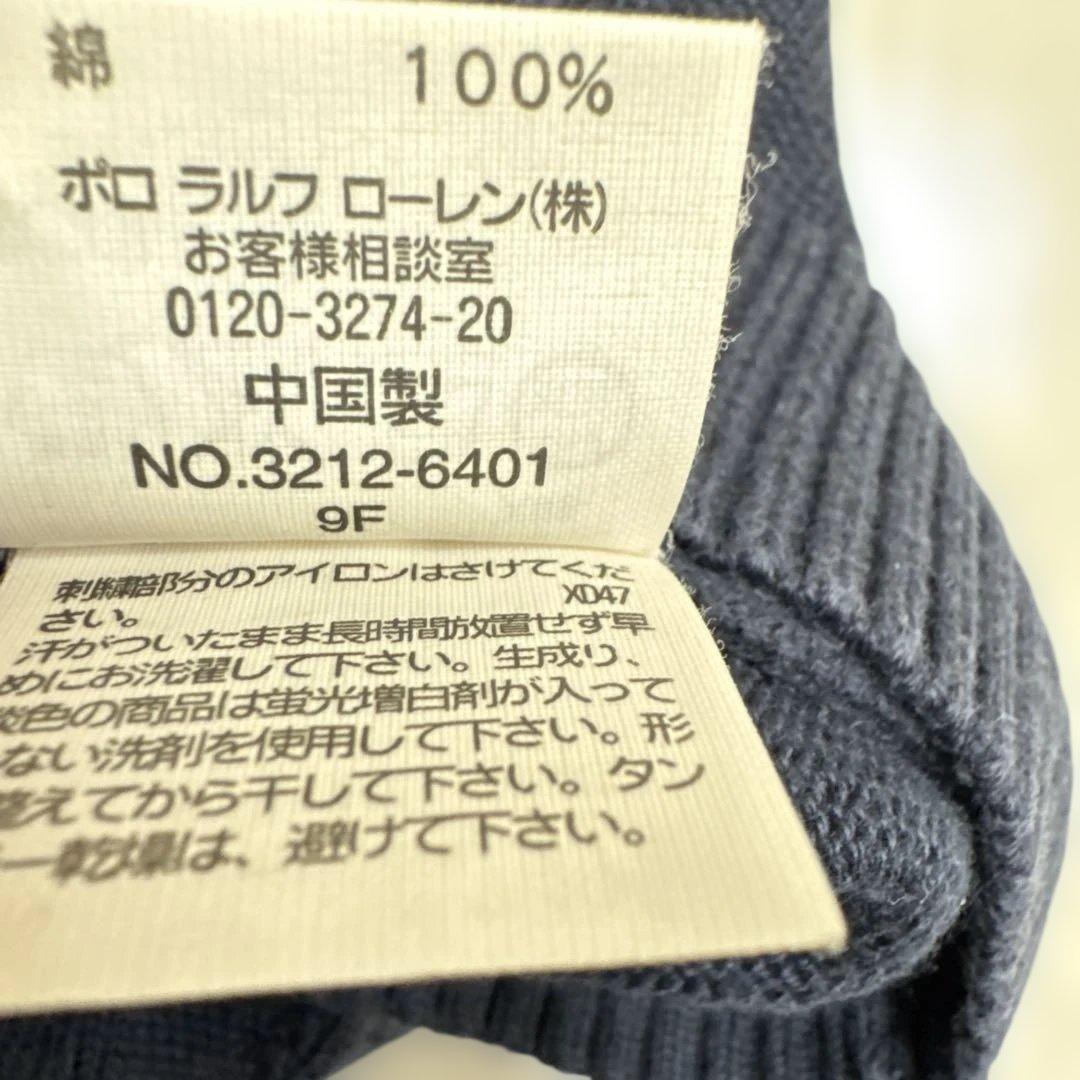 綿 100%
ポロ ラルフ ローレン(株)
お客様相談室
0120-3274-20
中国製
NO.3212-6401
9F
刺繍部分のアイロンはさけてくだ
さい。 XD47
汗がついたまま長時間放置せず早
めにお洗濯して下さい。生成り、
淡色の商品は蛍光増白剤が入って
ない洗剤を使用して下さい。形
整えてから干して下さい。タン
ー乾燥は、避けて下さい。